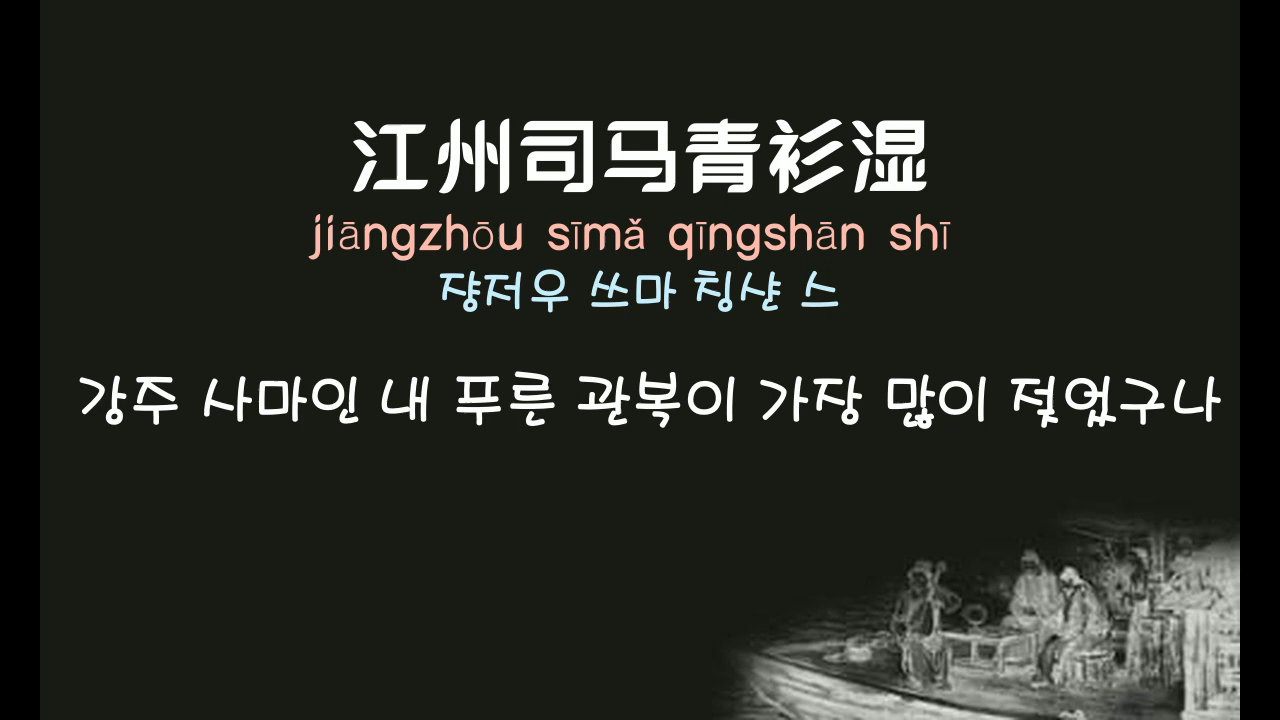 江州司马青衫湿
jiāngzhōu sīmǎ qīngshān shī
쟝저우 쓰마 칭샨 스
강주 사마인 내 푸른 관복이 가장 많이 젖었구나